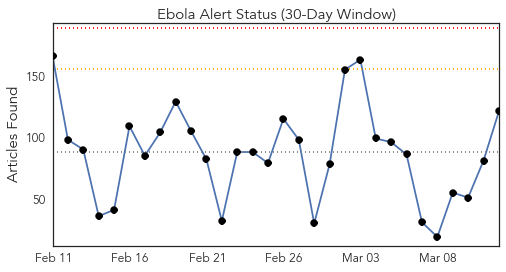 Ebola Alert Status (30-Day Window)
Articles Found
150
100
50
Feb 11 Feb 16 Feb 21 Feb 26 Mar 03 Mar 08